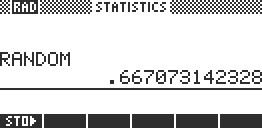 RAD STATISTICS
RANDOM
.667073142328
STO▶